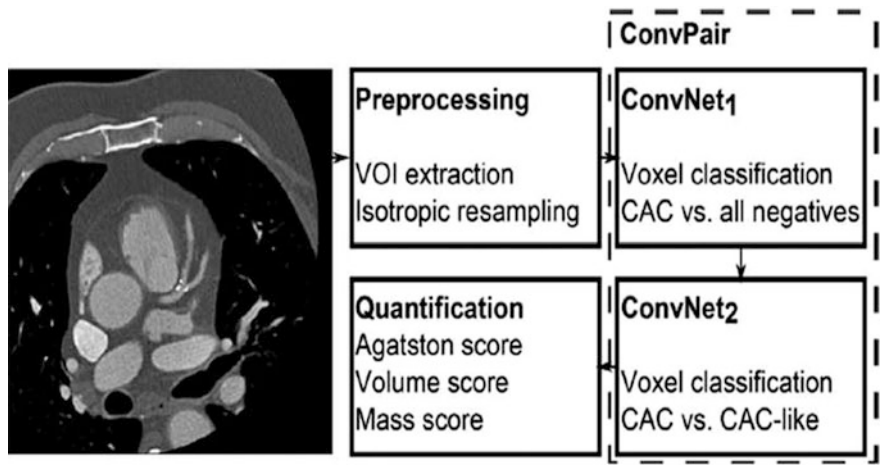 ConvPair
Preprocessing
VOI extraction
Isotropic resampling
ConvNet1
Voxel classification
CAC vs. all negatives
ConvNet2
Voxel classification
CAC vs. CAC-like
Quantification
Agatston score
Volume score
Mass score